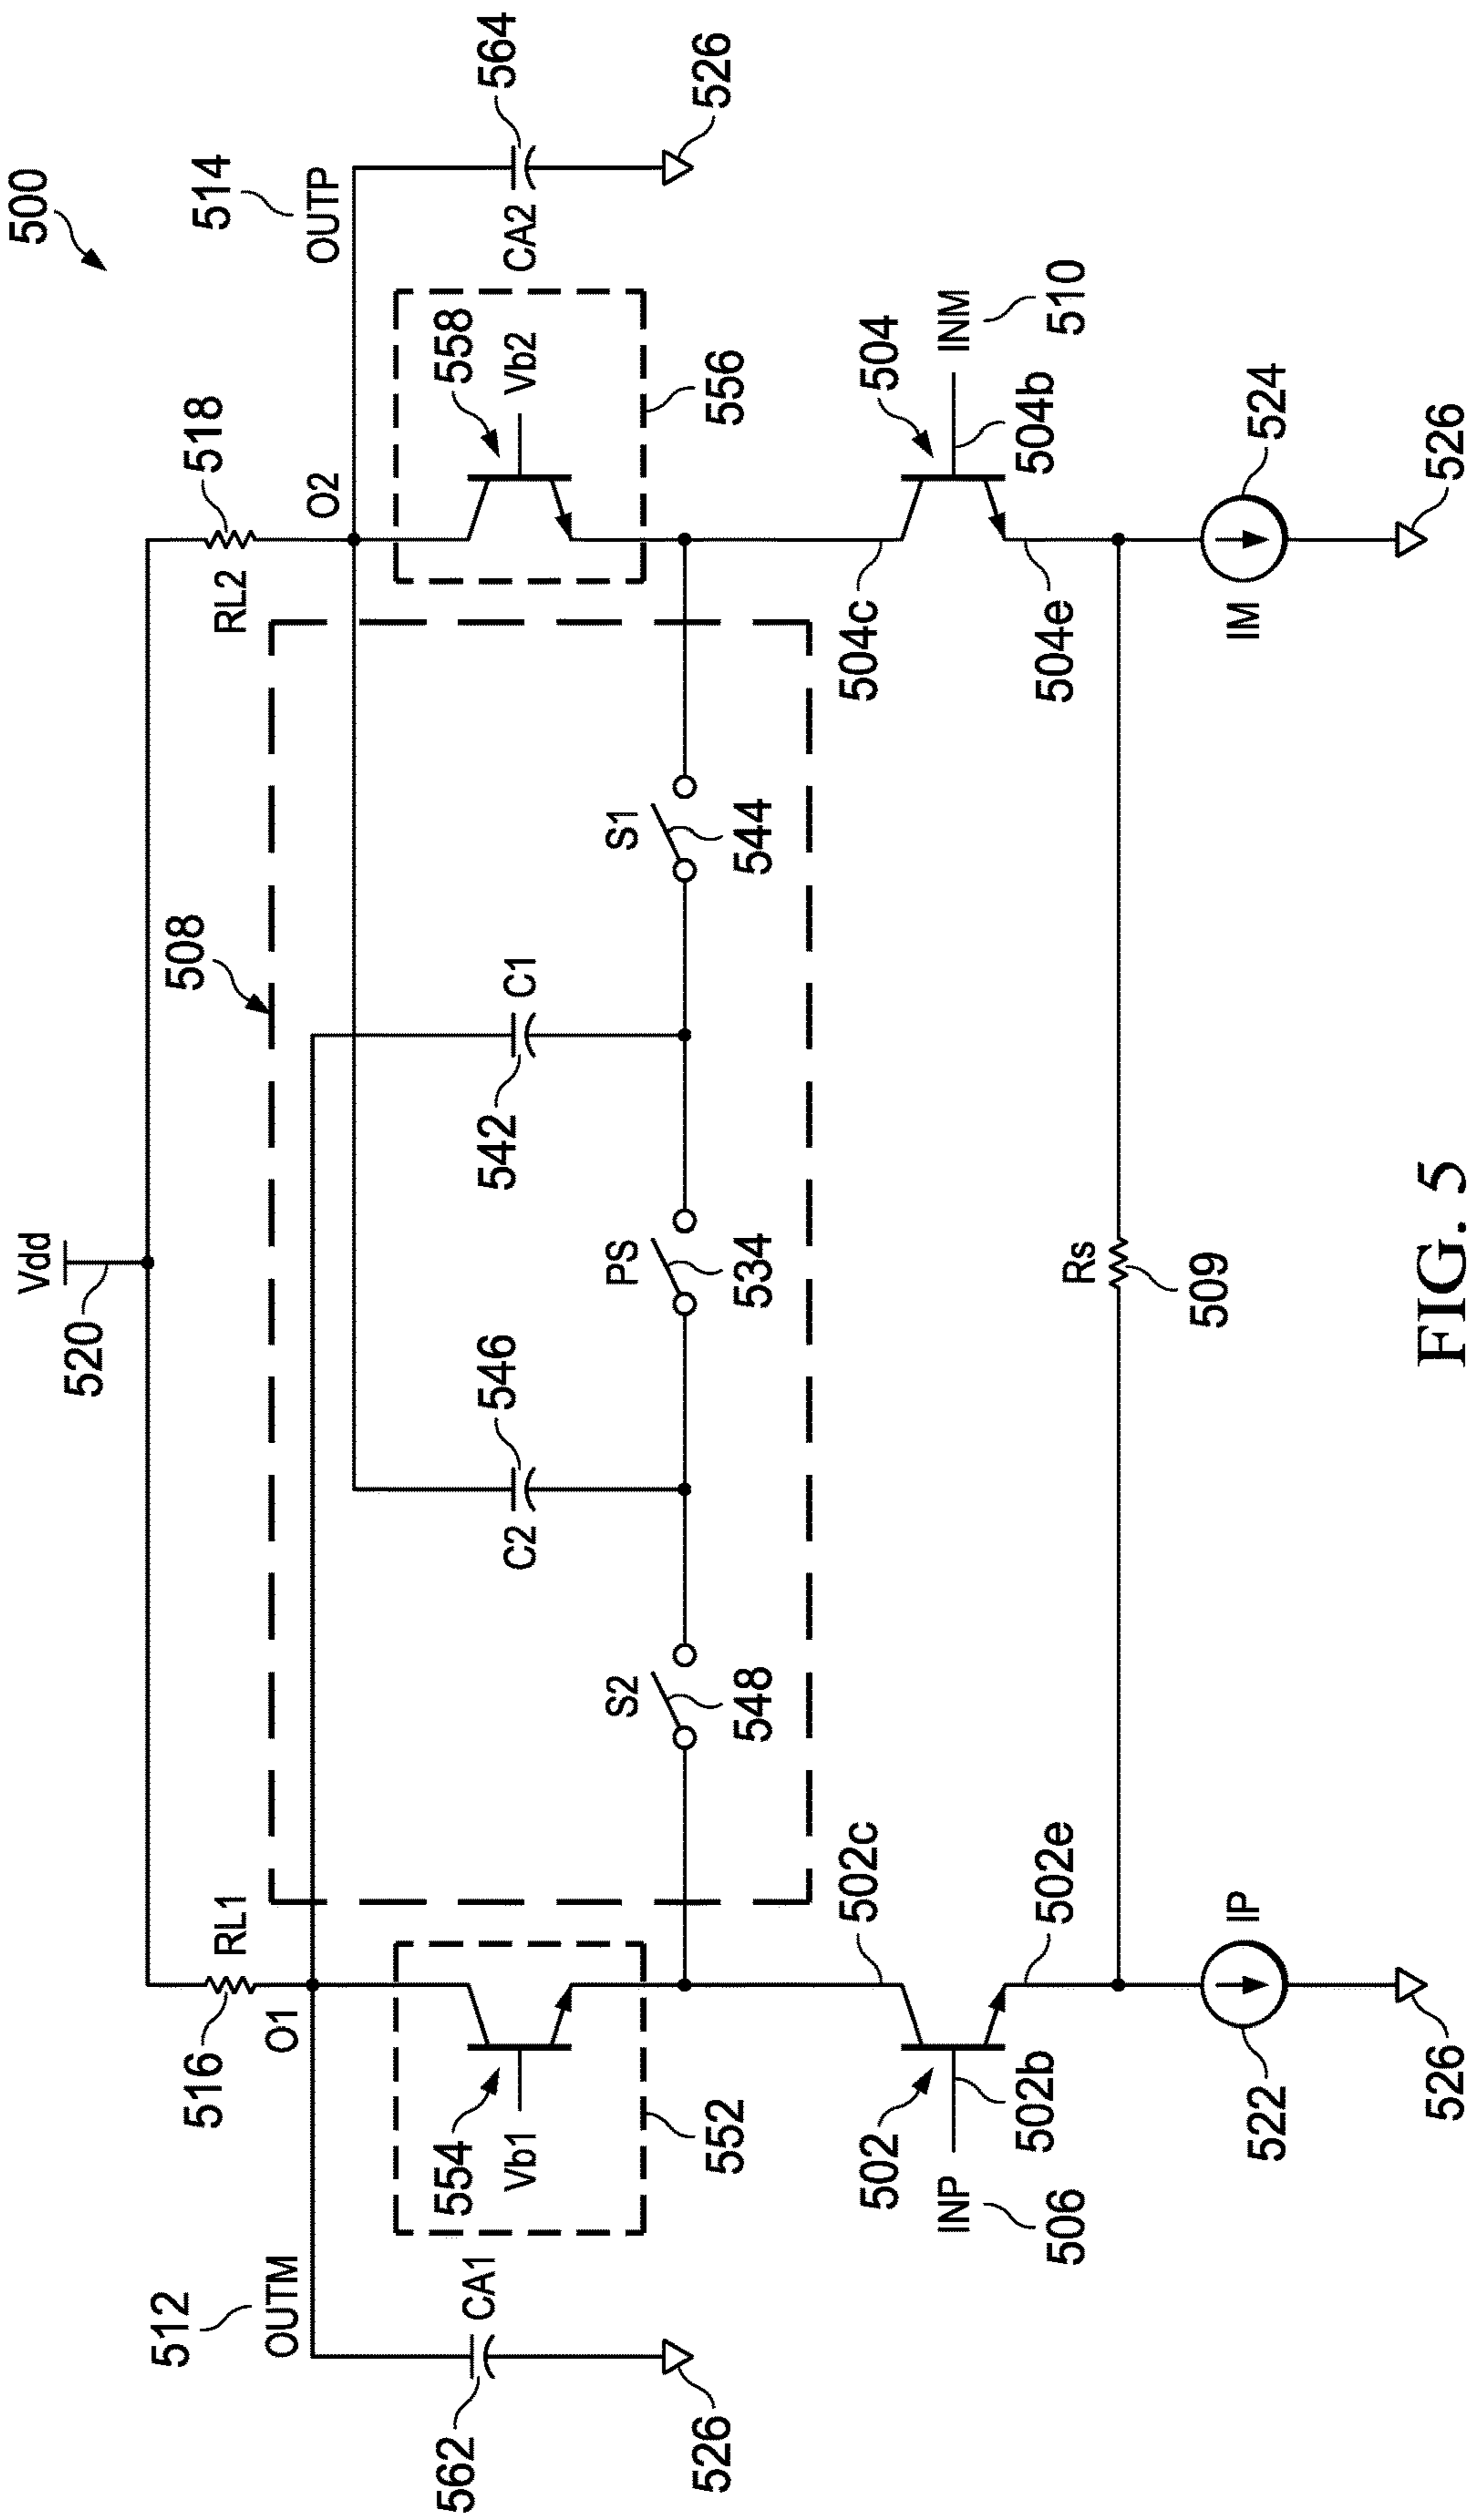 500
Vdd
520
516
RL1
RL2
518
514
OUTP
512
OUTM
O1
O2
508
562
CA1
554
Vb1
552
C2
546
542
C1
558
Vb2
556
CA2
564
526
526
S2
548
PS
534
S1
544
502
502c
INP
506
502b
502e
504c
504
INM
510
504b
504e
Rs
509
522
IP
IM
524
526
526
FIG. 5